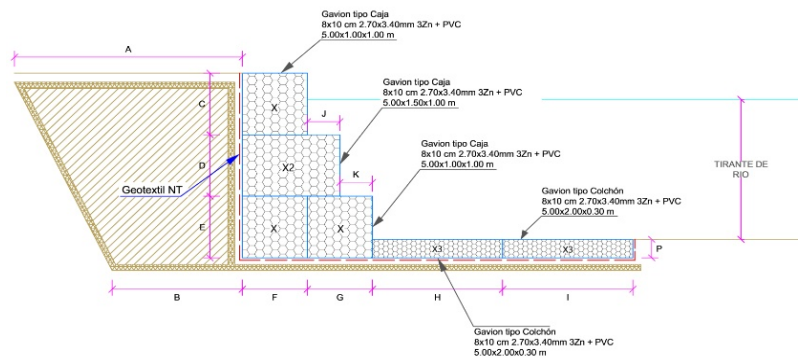 Gavion tipo Caja
8x10 cm 2.70x3.40mm 3Zn + PVC
5.00x1.00x1.00 m
A
Gavion tipo Caja
8x10 cm 2.70x3.40mm 3Zn + PVC
5.00x1.50x1.00 m
C
X
J
Gavion tipo Caja
8x10 cm 2.70x3.40mm 3Zn + PVC
5.00x1.00x1.00 m
D
X2
K
TIRANTE DE
RIO
Geotextil NT
Gavion tipo Colchón
8x10 cm 2.70x3.40mm 3Zn + PVC
5.00x2.00x0.30 m
E
X
X
X3
X3
P
B
F
G
H
I
Gavion tipo Colchón
8x10 cm 2.70x3.40mm 3Zn + PVC
5.00x2.00x0.30 m